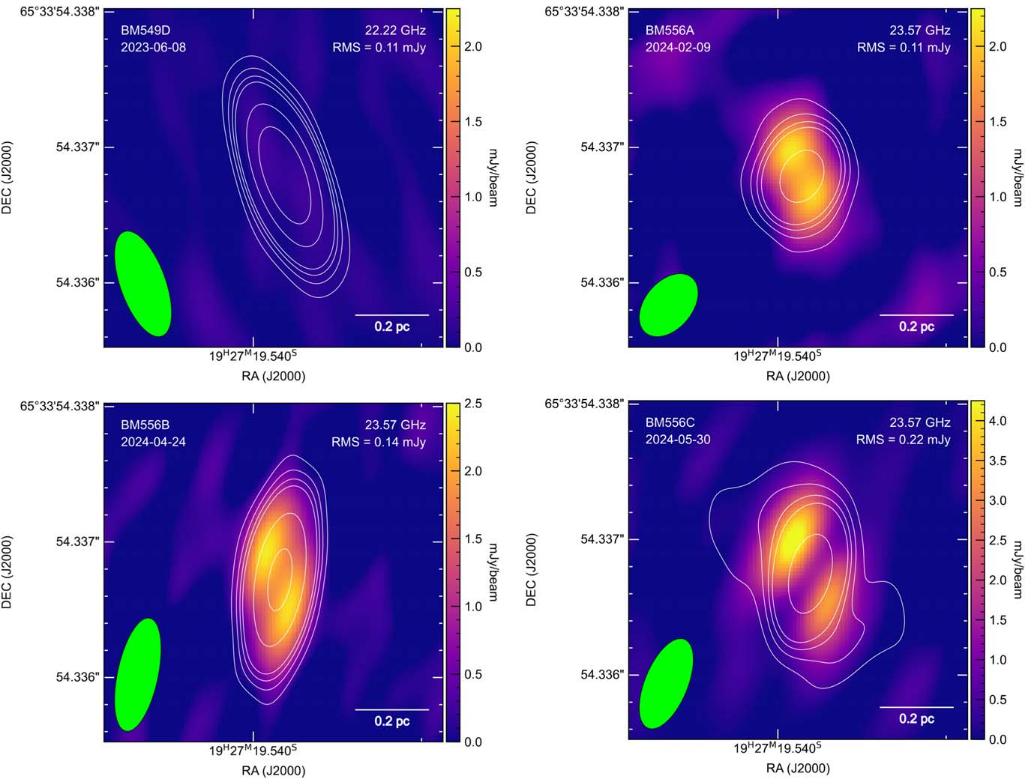 65°33'54.338"
54.337"
54.336"
DEC (J2000)
BM549D
2023-06-08
22.22 GHz
RMS = 0.11 mJy
0.2 pc
19ᴴ27ᴹ19.540ˢ
RA (J2000)
2.0
1.5
1.0
0.5
0.0
mJy/beam
65°33'54.338"
54.337"
54.336"
DEC (J2000)
BM556A
2024-02-09
23.57 GHz
RMS = 0.11 mJy
0.2 pc
19ᴴ27ᴹ19.540ˢ
RA (J2000)
2.0
1.5
1.0
0.5
0.0
mJy/beam
65°33'54.338"
54.337"
54.336"
DEC (J2000)
BM556B
2024-04-24
23.57 GHz
RMS = 0.14 mJy
0.2 pc
19ᴴ27ᴹ19.540ˢ
RA (J2000)
2.5
2.0
1.5
1.0
0.5
0.0
mJy/beam
65°33'54.338"
54.337"
54.336"
DEC (J2000)
BM556C
2024-05-30
23.57 GHz
RMS = 0.22 mJy
0.2 pc
19ᴴ27ᴹ19.540ˢ
RA (J2000)
4.0
3.5
3.0
2.5
2.0
1.5
1.0
0.5
0.0
mJy/beam